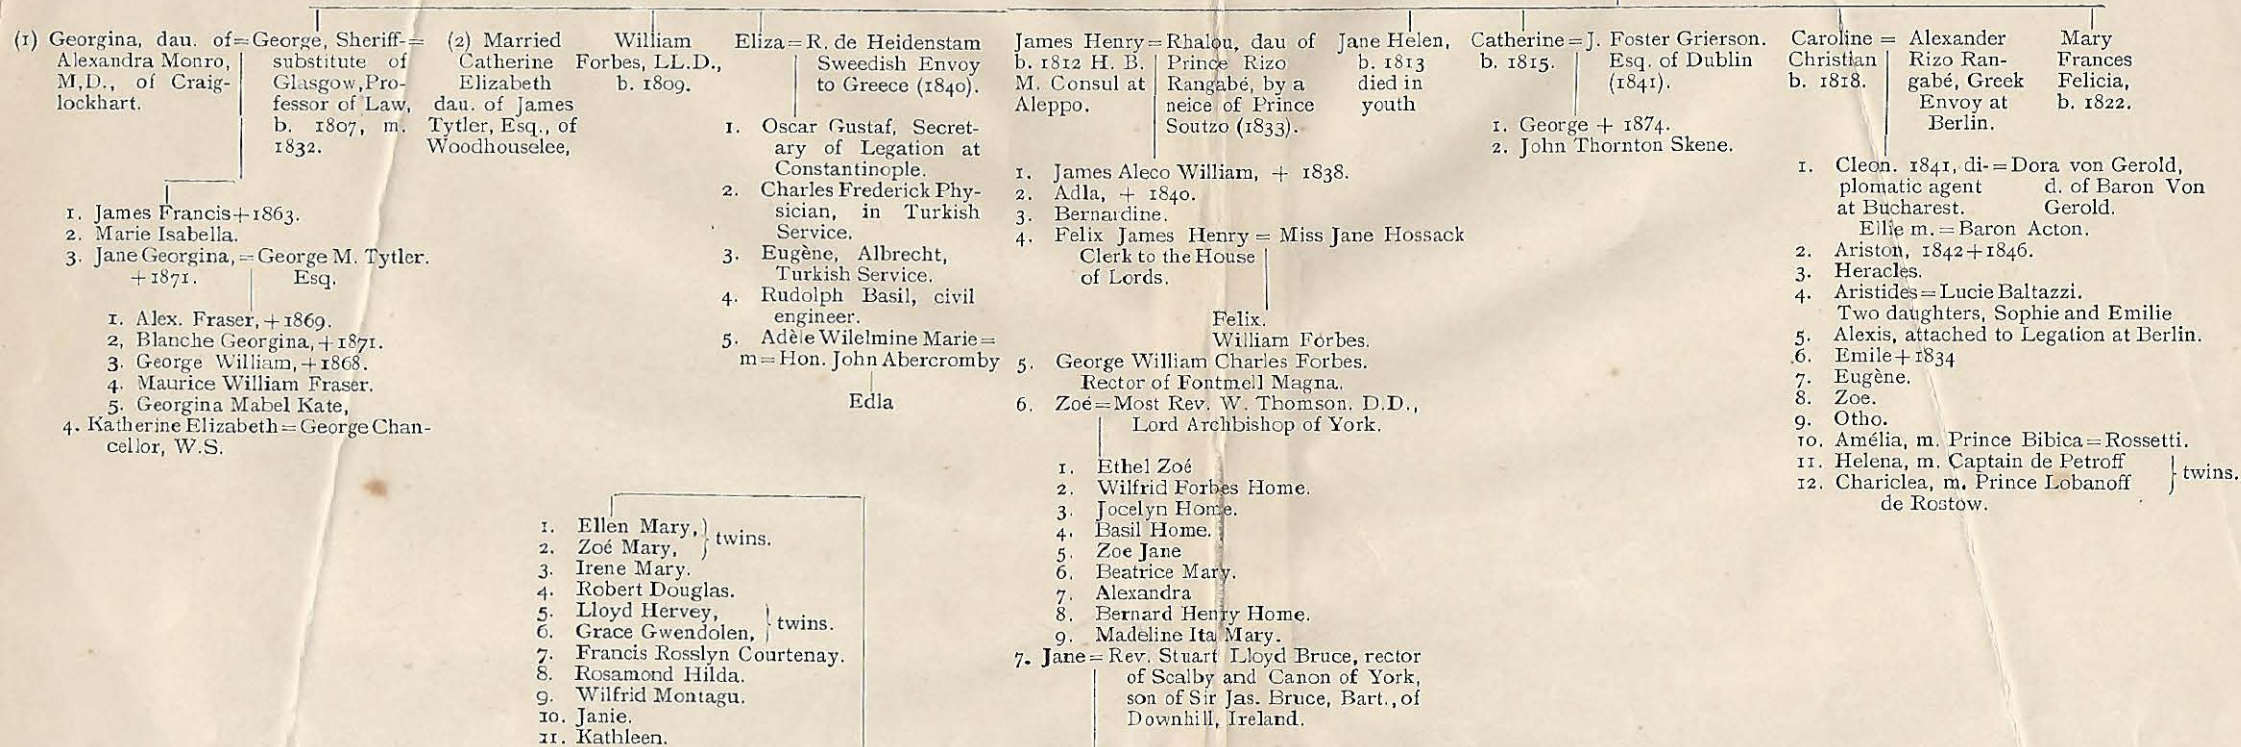 (1) Georgina, dau. of=George, Sheriff-=
Alexandra Monro,
M,D., of Craig-
lockhart.
substitute of
Glasgow, Pro-
fessor of Law,
b. 1807, m.
1832.
(2) Married
Catherine
Elizabeth
dau. of James
Tytler, Esq., of
Woodhouselee,
1. James Francis+1863.
2. Marie Isabella.
3. Jane Georgina,=George M. Tytler.
+1871. Esq.
1. Alex. Fraser,+1869.
2, Blanche Georgina,+1871.
3. George William,+1868.
4. Maurice William Fraser.
5. Georgina Mabel Kate,
4. Katherine Elizabeth=George Chan-
cellor, W.S.
William
Forbes, LL.D.,
b. 1809.
Eliza=R. de Heidenstam
Sweedish Envoy
to Greece (1840).
1. Oscar Gustaf, Secret-
ary of Legation at
Constantinople.
2. Charles Frederick Phy-
sician, in Turkish
Service.
3. Eugène, Albrecht,
Turkish Service.
4. Rudolph Basil, civil
engineer.
5. Adèle Wilelmine Marie=
m=Hon. John Abercromby
Edla
James Henry=Rhalou, dau of
b. 1812 H. B.
M. Consul at
Aleppo.
Prince Rizo
Rangabé, by a
neice of Prince
Soutzo (1833).
1. James Aleco William, + 1838.
2. Adla, + 1840.
3. Bernardine.
4. Felix James Henry=Miss Jane Hossack
Clerk to the House
of Lords.
Felix.
William Forbes.
5. George William Charles Forbes.
Rector of Fontmell Magna.
6. Zoé=Most Rev. W. Thomson. D.D.,
Lord Archbishop of York.
1. Ethel Zoé
2. Wilfrid Forbes Home.
3. Jocelyn Home.
4. Basil Home.
5. Zoe Jane
6. Beatrice Mary.
7. Alexandra
8. Bernard Henry Home.
9. Madeline Ita Mary.
7. Jane=Rev. Stuart Lloyd Bruce, rector
of Scalby and Canon of York,
son of Sir Jas. Bruce, Bart., of
Downhill, Ireland.
1. Ellen Mary,
2. Zoé Mary,
twins.
3. Irene Mary.
4. Robert Douglas.
5. Lloyd Hervey,
6. Grace Gwendolen,
twins.
7. Francis Rosslyn Courtenay.
8. Rosamond Hilda.
9. Wilfrid Montagu.
10. Janie.
11. Kathleen.
Jane Helen,
b. 1813
died in
youth
Catherine=J. Foster Grierson.
b. 1815. Esq. of Dublin
(1841).
1. George + 1874.
2. John Thornton Skene.
Caroline = Alexander
Christian
b. 1818.
Rizo Ran-
gabé, Greek
Envoy at
Berlin.
1. Cleon. 1841, di-=Dora von Gerold,
plomatic agent d. of Baron Von
at Bucharest. Gerold.
Ellie m.=Baron Acton.
2. Ariston, 1842+1846.
3. Heracles.
4. Aristides=Lucie Baltazzi.
Two daughters, Sophie and Emilie
5. Alexis, attached to Legation at Berlin.
6. Emile+1834
7. Eugène.
8. Zoe.
9. Otho.
10. Amélia, m. Prince Bibica=Rossetti.
11. Helena, m. Captain de Petroff
12. Chariclea, m. Prince Lobanoff
de Rostow.
twins.
Mary
Frances
Felicia,
b. 1822.